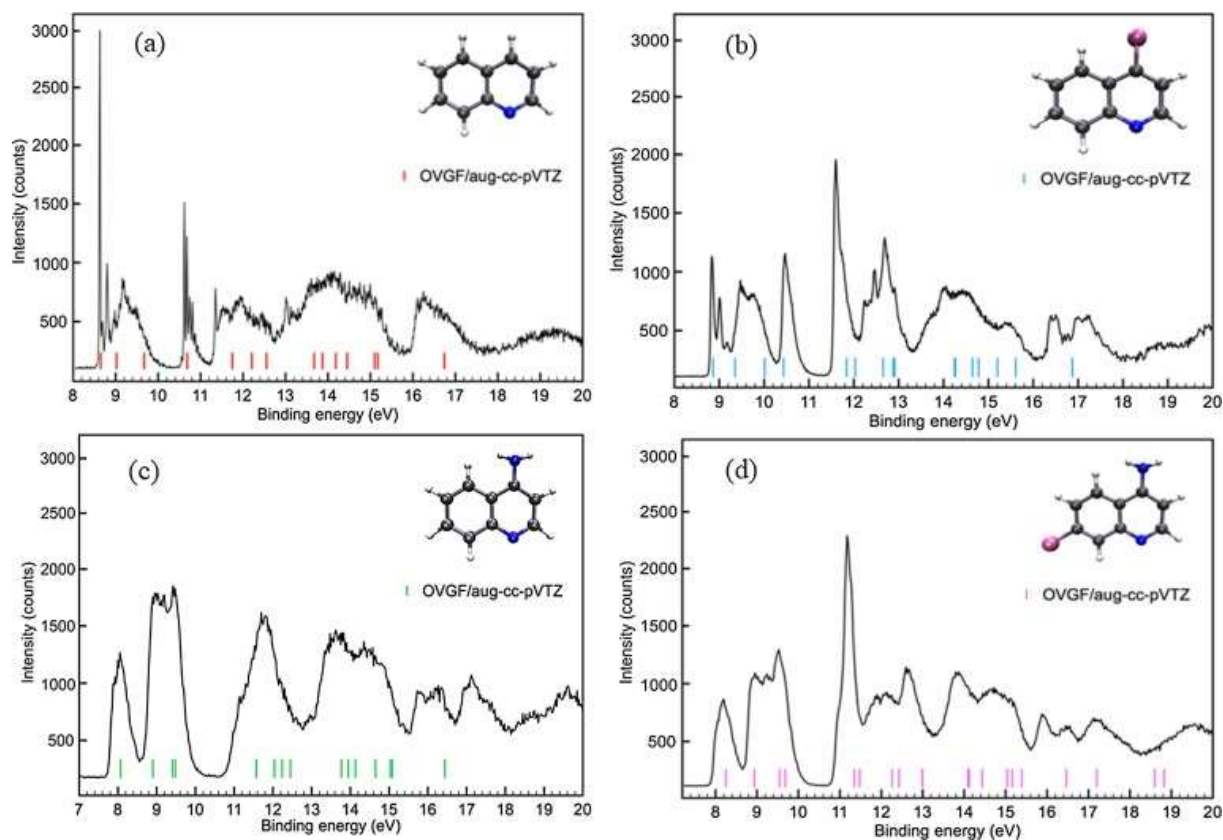 (a)
3000
2500
2000
1500
1000
500
Intensity (counts)
OVGF/aug-cc-pVTZ
8 9 10 11 12 13 14 15 16 17 18 19 20
Binding energy (eV)
(b)
3000
2500
2000
1500
1000
500
Intensity (counts)
OVGF/aug-cc-pVTZ
9 10 11 12 13 14 15 16 17 18 19 20
Binding energy (eV)
(c)
3000
2500
2000
1500
1000
500
Intensity (counts)
OVGF/aug-cc-pVTZ
7 8 9 10 11 12 13 14 15 16 17 18 19 20
Binding energy (eV)
(d)
3000
2500
2000
1500
1000
500
Intensity (counts)
OVGF/aug-cc-pVTZ
8 9 10 11 12 13 14 15 16 17 18 19 20
Binding energy (eV)